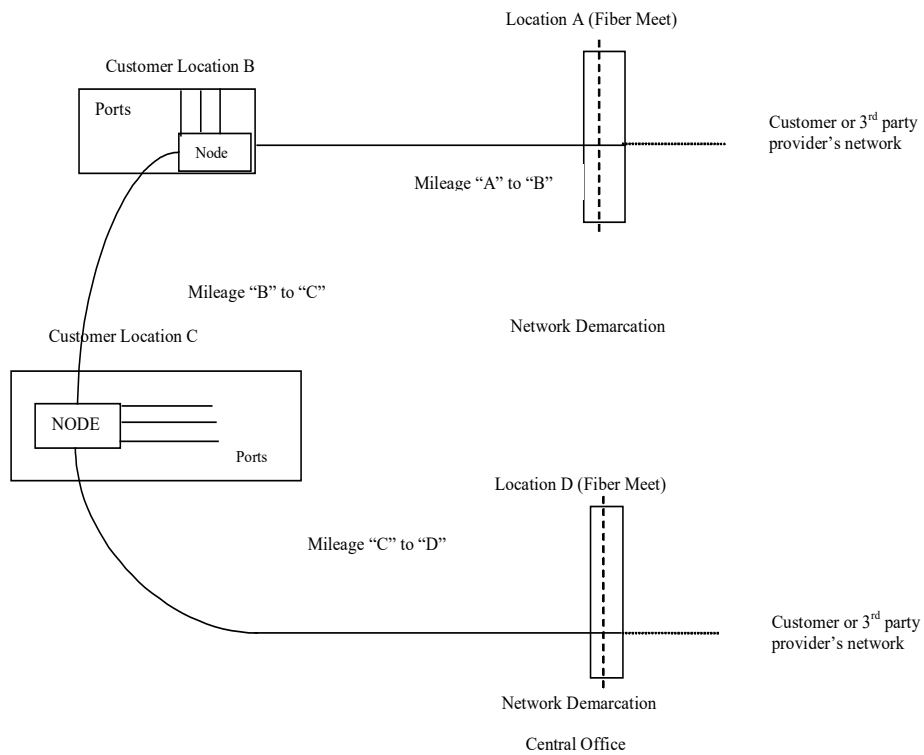 Location A (Fiber Meet)
Customer Location B
Ports
Node
Customer or 3rd party
provider's network
Mileage “A” to “B”
Mileage “B” to “C”
Network Demarcation
Customer Location C
NODE
Ports
Location D (Fiber Meet)
Mileage “C” to “D”
Customer or 3rd party
provider's network
Network Demarcation
Central Office